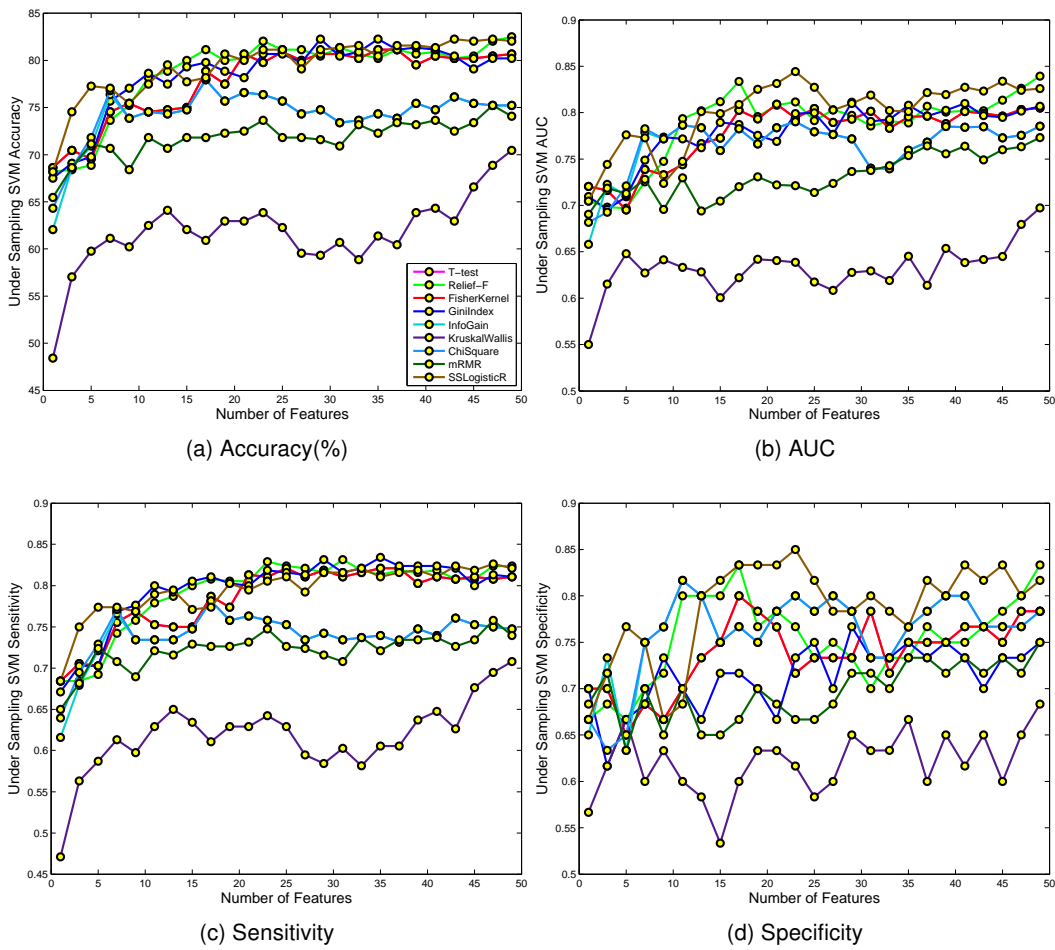 Under Sampling SVM Accuracy
85
80
75
70
65
60
55
50
45
0 5 10 15 20 25 30 35 40 45 50
Number of Features
T-test
Relief-F
FisherKernel
GiniIndex
InfoGain
KruskalWallis
ChiSquare
mRMR
SSLogisticR
(a) Accuracy(%)
Under Sampling SVM AUC
0.9
0.85
0.8
0.75
0.7
0.65
0.6
0.55
0.5
0 5 10 15 20 25 30 35 40 45 50
Number of Features
(b) AUC
Under Sampling SVM Sensitivity
0.9
0.85
0.8
0.75
0.7
0.65
0.6
0.55
0.5
0.45
0 5 10 15 20 25 30 35 40 45 50
Number of Features
(c) Sensitivity
Under Sampling SVM Specificity
0.9
0.85
0.8
0.75
0.7
0.65
0.6
0.55
0.5
0 5 10 15 20 25 30 35 40 45 50
Number of Features
(d) Specificity